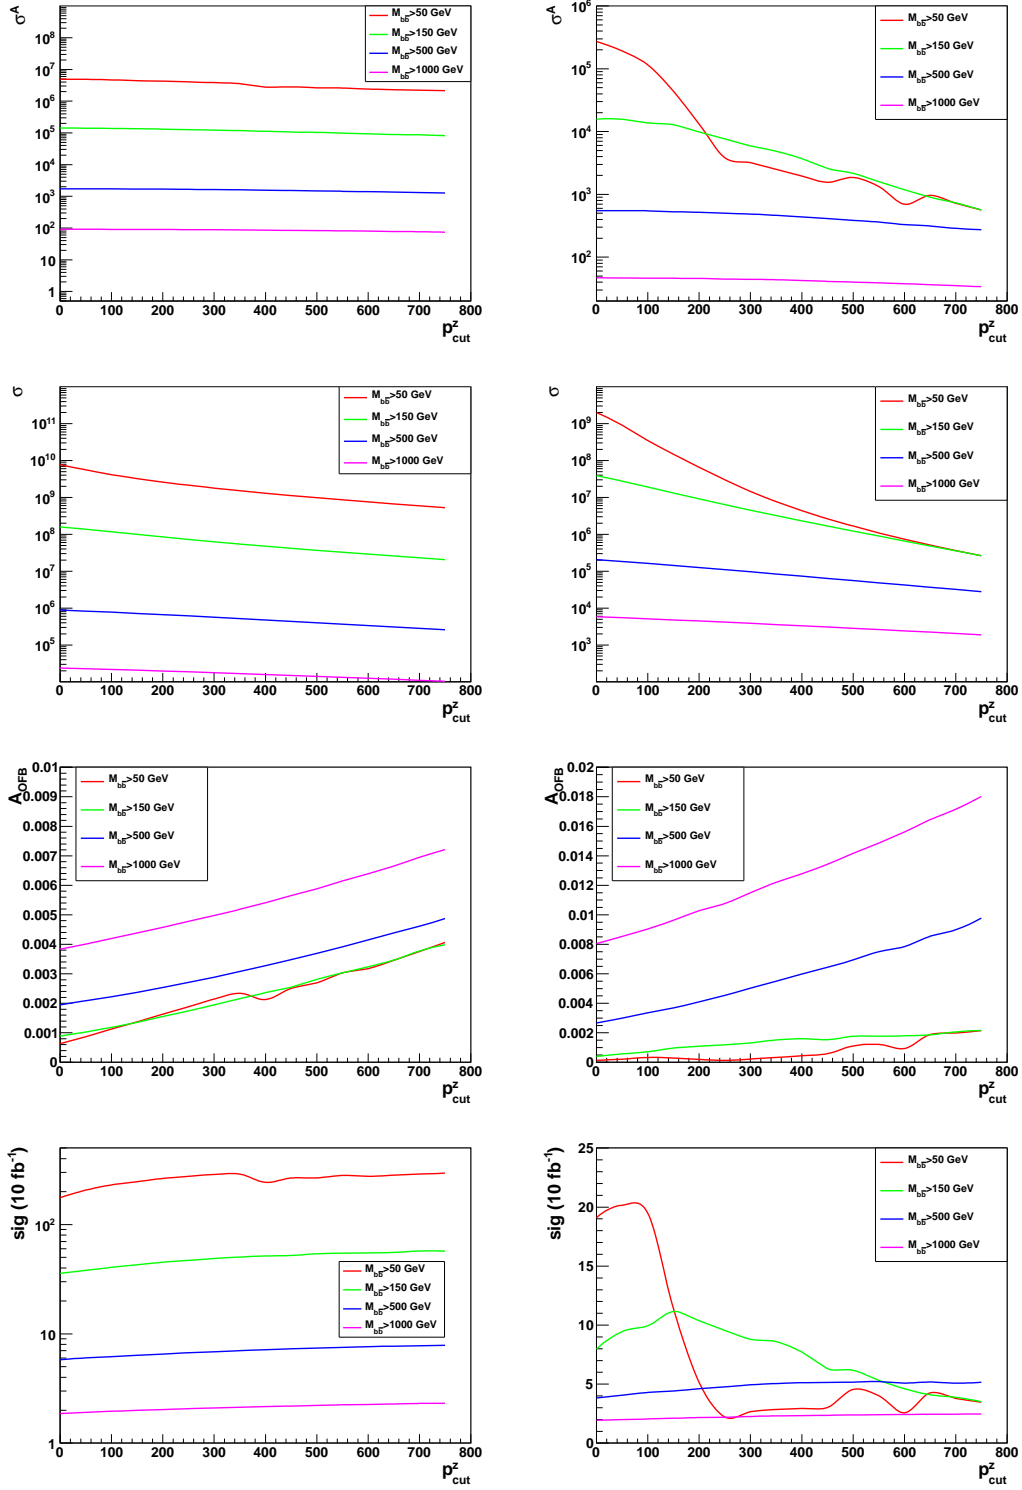 σ^A
10^8
10^7
10^6
10^5
10^4
10^3
10^2
10
1
M_bb̄>50 GeV
M_bb̄>150 GeV
M_bb̄>500 GeV
M_bb̄>1000 GeV
0 100 200 300 400 500 600 700 800
p^z_cut
σ^A
10^6
10^5
10^4
10^3
10^2
M_bb̄>50 GeV
M_bb̄>150 GeV
M_bb̄>500 GeV
M_bb̄>1000 GeV
0 100 200 300 400 500 600 700 800
p^z_cut
σ
10^11
10^10
10^9
10^8
10^7
10^6
10^5
M_bb̄>50 GeV
M_bb̄>150 GeV
M_bb̄>500 GeV
M_bb̄>1000 GeV
0 100 200 300 400 500 600 700 800
p^z_cut
σ
10^9
10^8
10^7
10^6
10^5
10^4
10^3
M_bb̄>50 GeV
M_bb̄>150 GeV
M_bb̄>500 GeV
M_bb̄>1000 GeV
0 100 200 300 400 500 600 700 800
p^z_cut
A_OFB
0.01
0.009
0.008
0.007
0.006
0.005
0.004
0.003
0.002
0.001
0
M_bb̄>50 GeV
M_bb̄>150 GeV
M_bb̄>500 GeV
M_bb̄>1000 GeV
0 100 200 300 400 500 600 700 800
p^z_cut
A_OFB
0.02
0.018
0.016
0.014
0.012
0.01
0.008
0.006
0.004
0.002
0
M_bb̄>50 GeV
M_bb̄>150 GeV
M_bb̄>500 GeV
M_bb̄>1000 GeV
0 100 200 300 400 500 600 700 800
p^z_cut
sig (10 fb^-1)
10^2
10
1
M_bb̄>50 GeV
M_bb̄>150 GeV
M_bb̄>500 GeV
M_bb̄>1000 GeV
0 100 200 300 400 500 600 700 800
p^z_cut
sig (10 fb^-1)
25
20
15
10
5
0
M_bb̄>50 GeV
M_bb̄>150 GeV
M_bb̄>500 GeV
M_bb̄>1000 GeV
0 100 200 300 400 500 600 700 800
p^z_cut